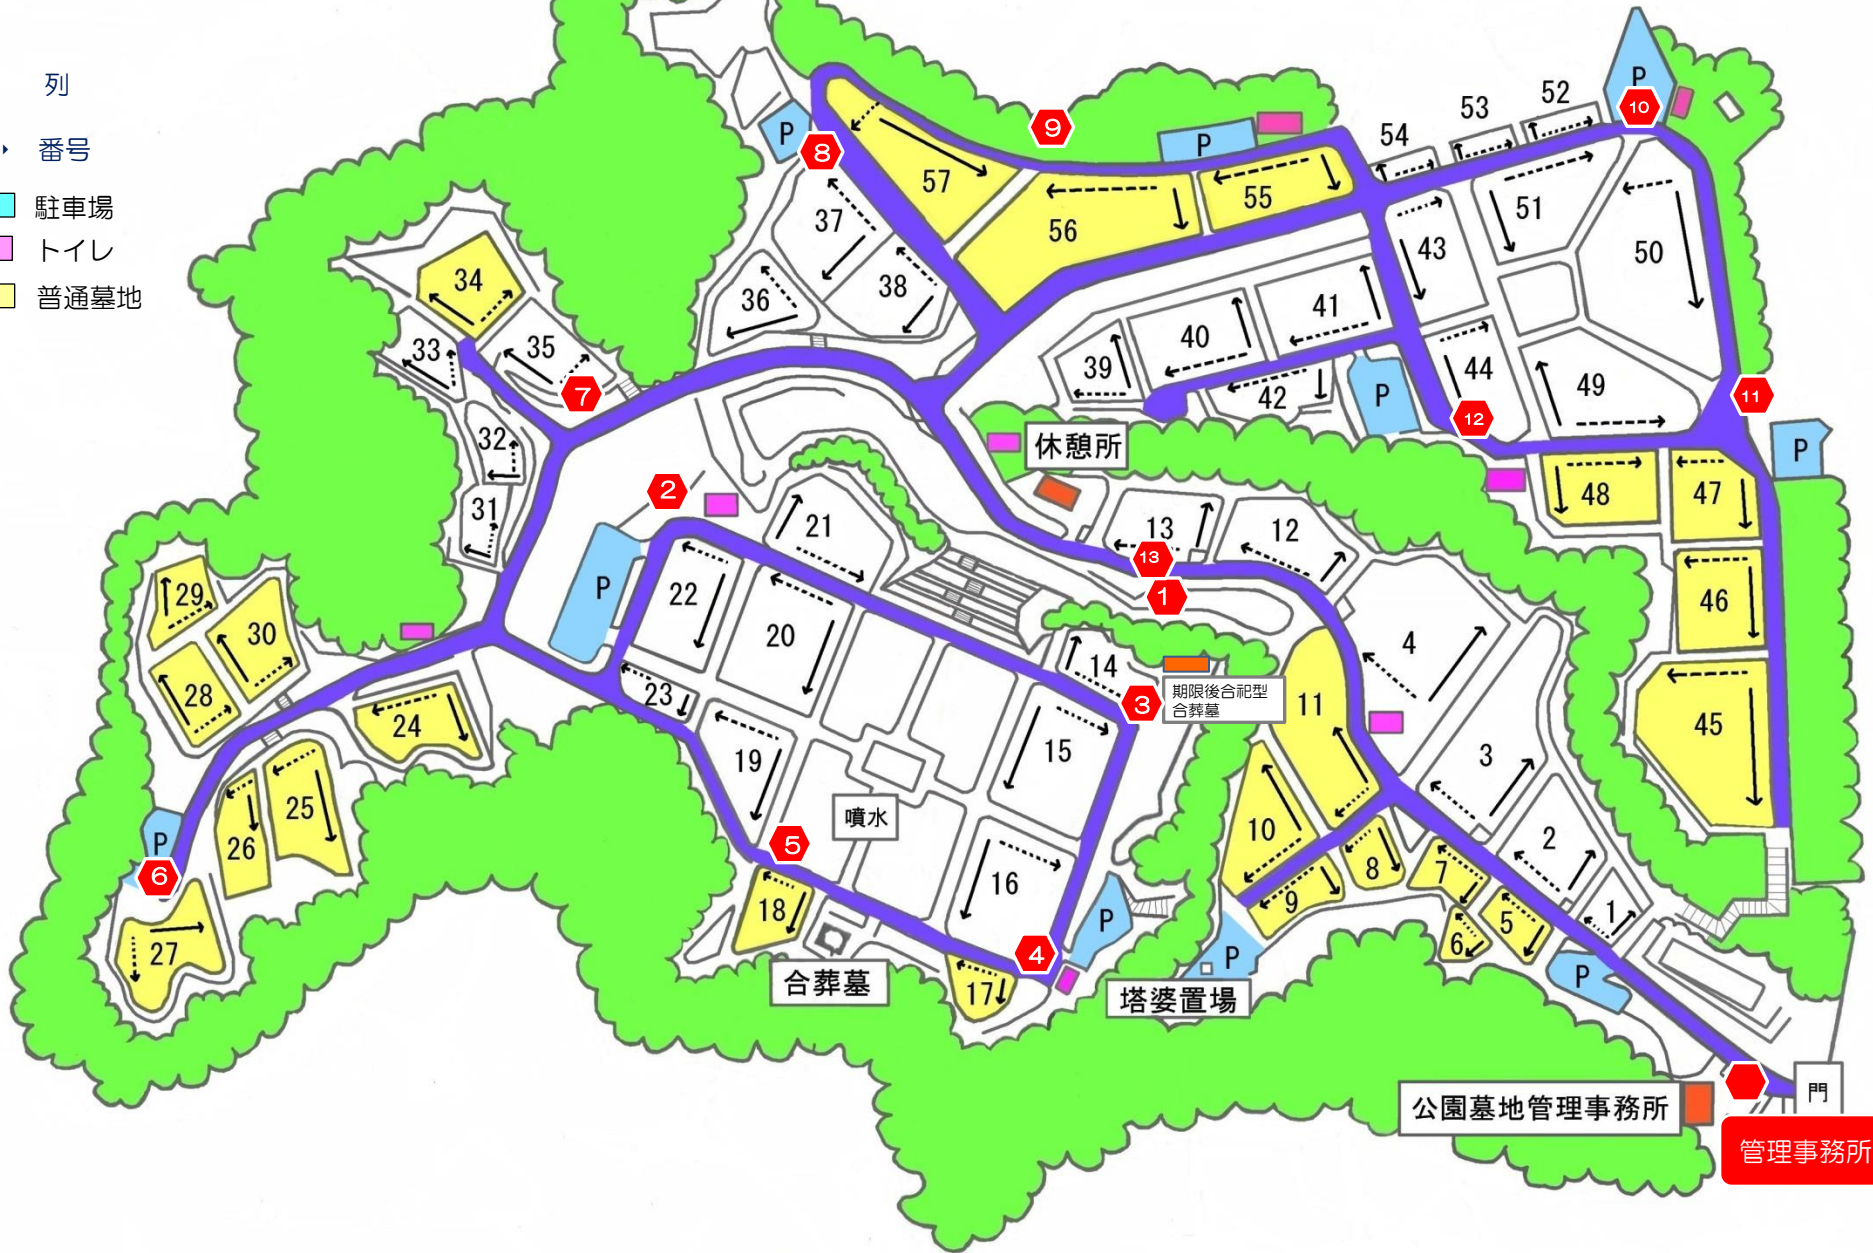 列
番号
駐車場
トイレ
普通墓地
P
10
52
53
54
9
P
P
8
57
55
56
51
50
43
37
38
36
34
35
33
7
41
40
39
42
P
44
49
12
11
P
休憩所
32
31
2
21
13
12
13
1
48
47
46
45
P
22
20
23
19
14
3
期限後合祀型
合葬墓
15
16
噴水
5
4
29
30
28
24
25
26
P
6
27
18
合葬墓
17
P
塔婆置場
P
11
4
3
10
9
8
7
2
1
5
6
P
公園墓地管理事務所
門
管理事務所